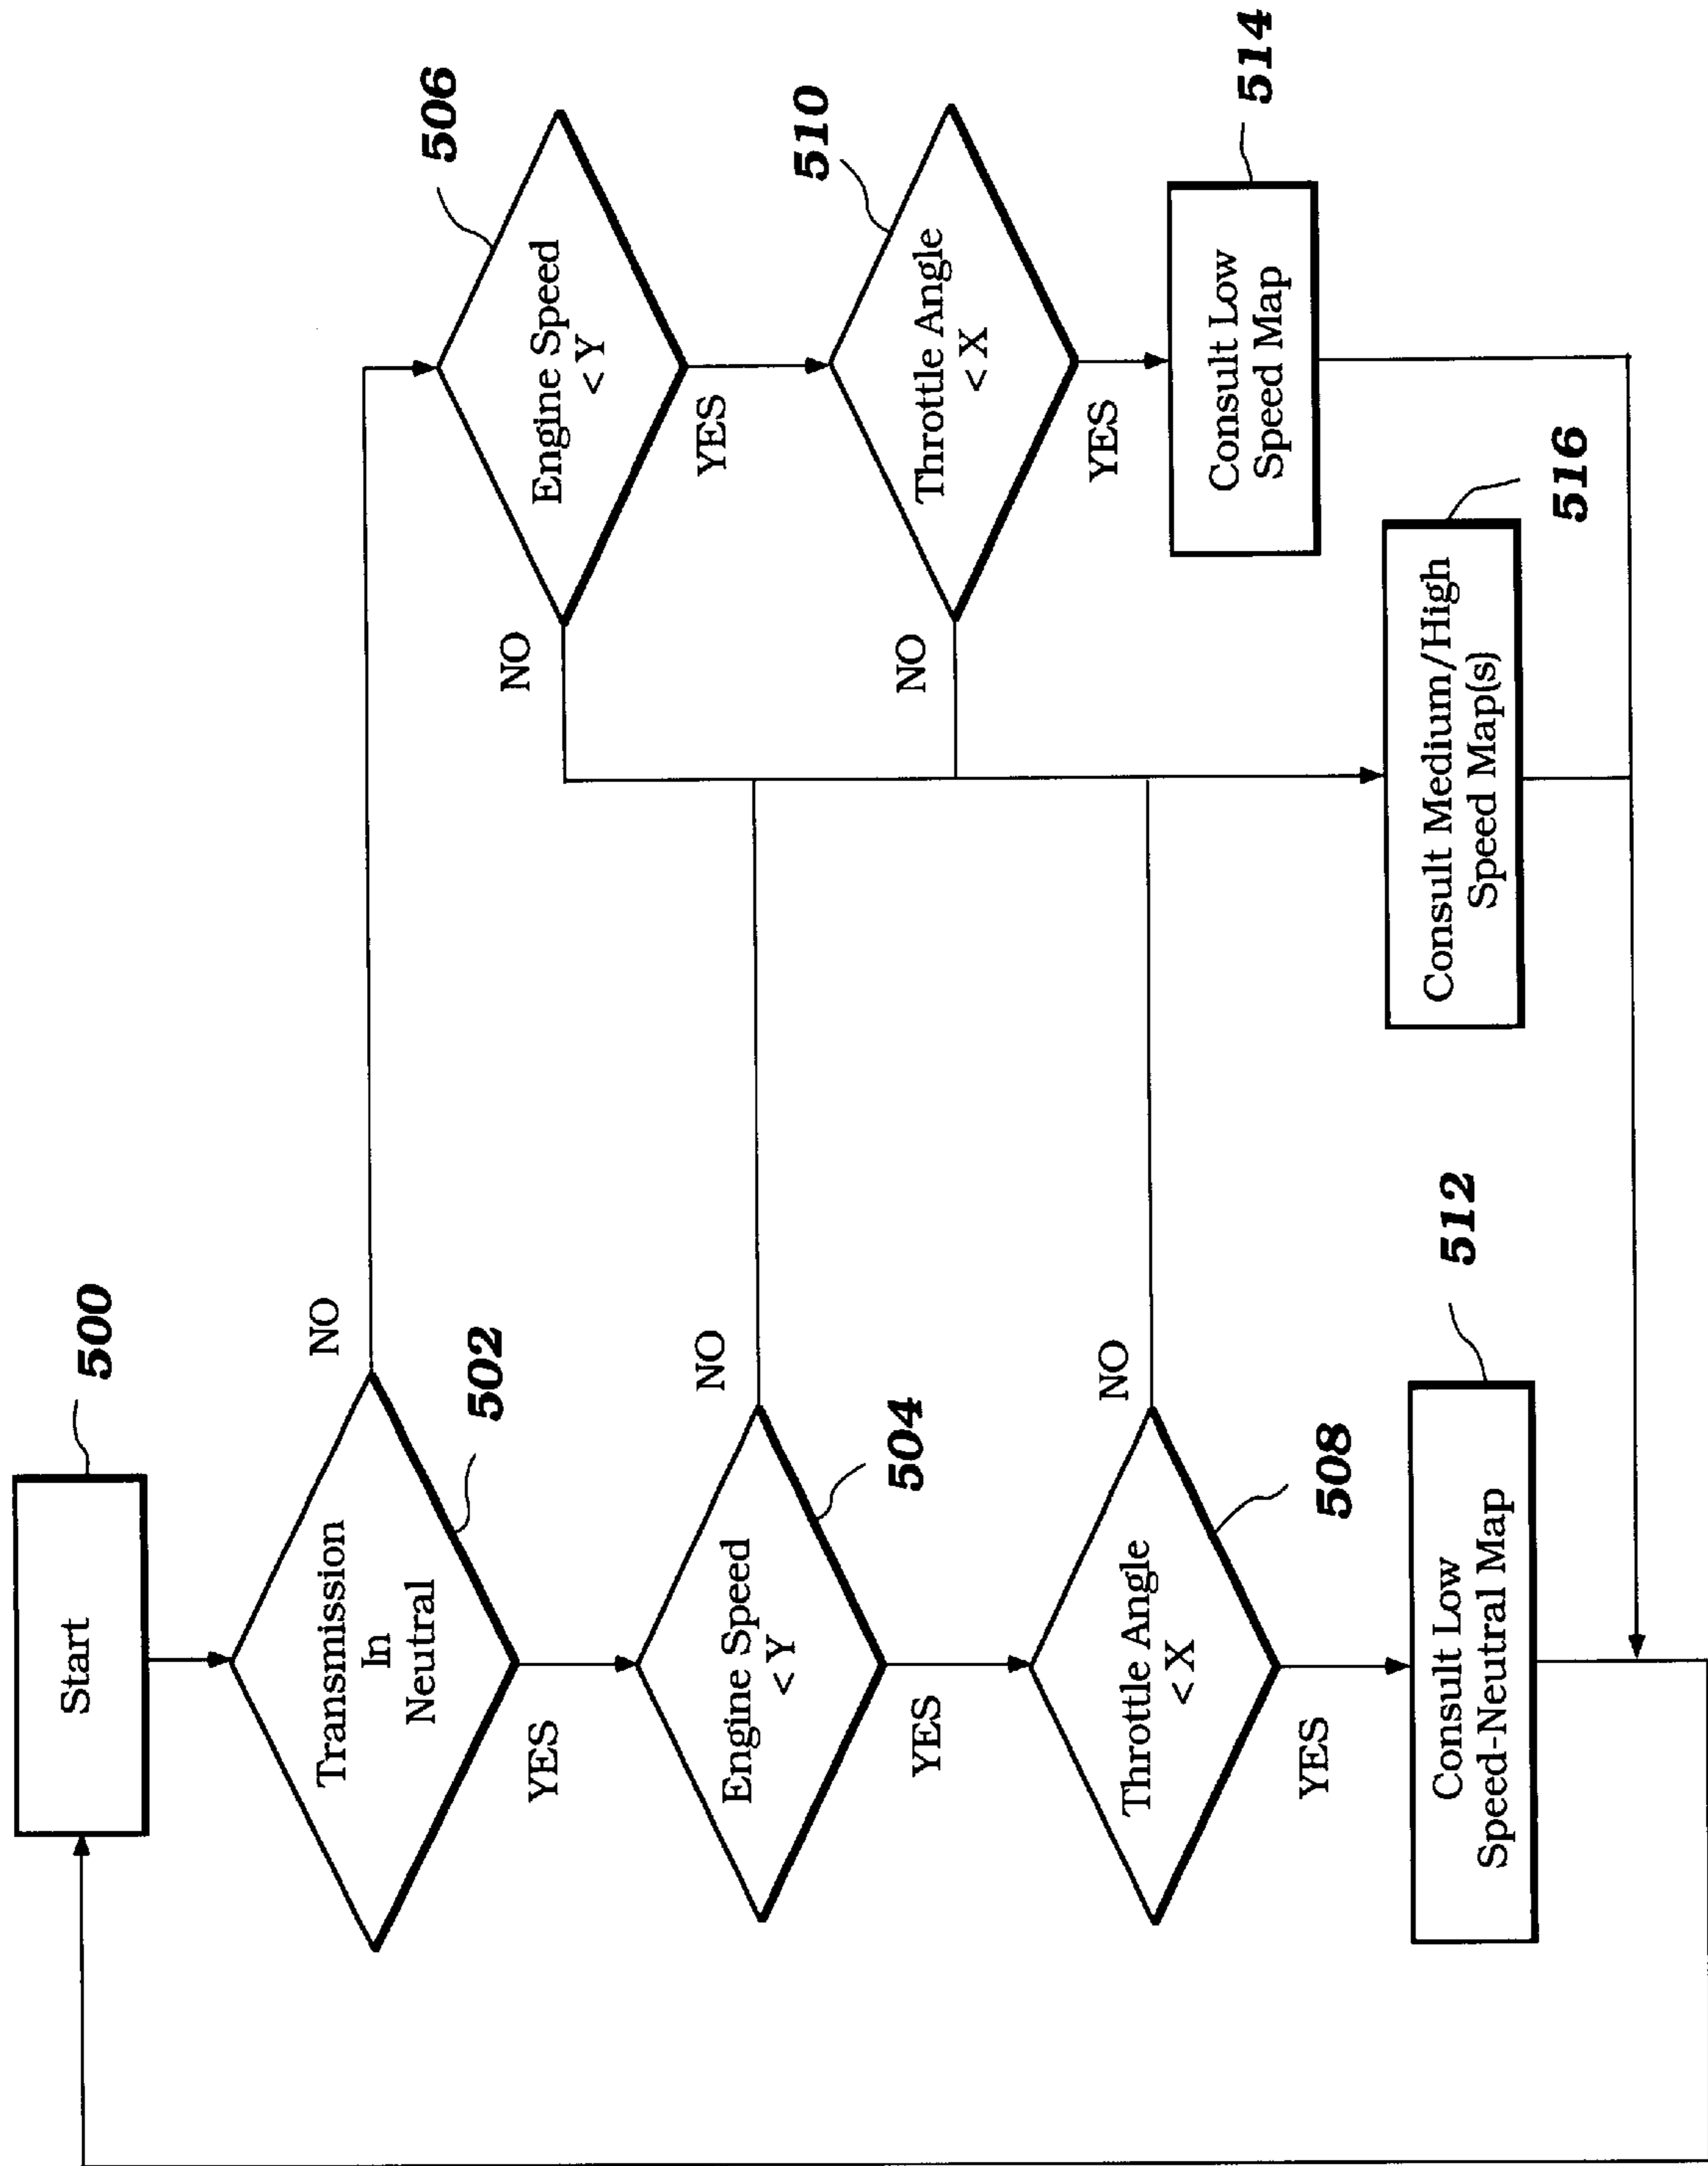 Start
500
Transmission
In
Neutral
502
NO
YES
Engine Speed
< Y
506
NO
YES
Engine Speed
< Y
504
NO
YES
Throttle Angle
< X
510
NO
YES
Throttle Angle
< X
508
NO
YES
Consult Low
Speed Map
514
Consult Medium/High
Speed Map(s)
516
Consult Low
Speed-Neutral Map
512